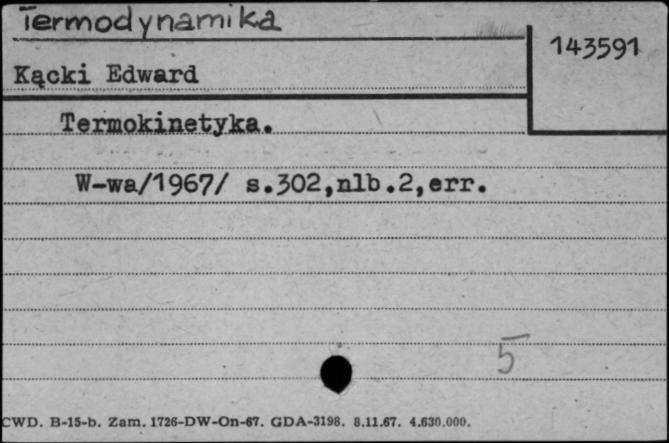 Termodynamika
143591
Kącki Edward
Termokinetyka.
W-wa/1967/ s.302,nlb.2,err.
5
CWD. B-15-b. Zam. 1726-DW-On-67. GDA-3198. 8.11.67. 4.630.000.